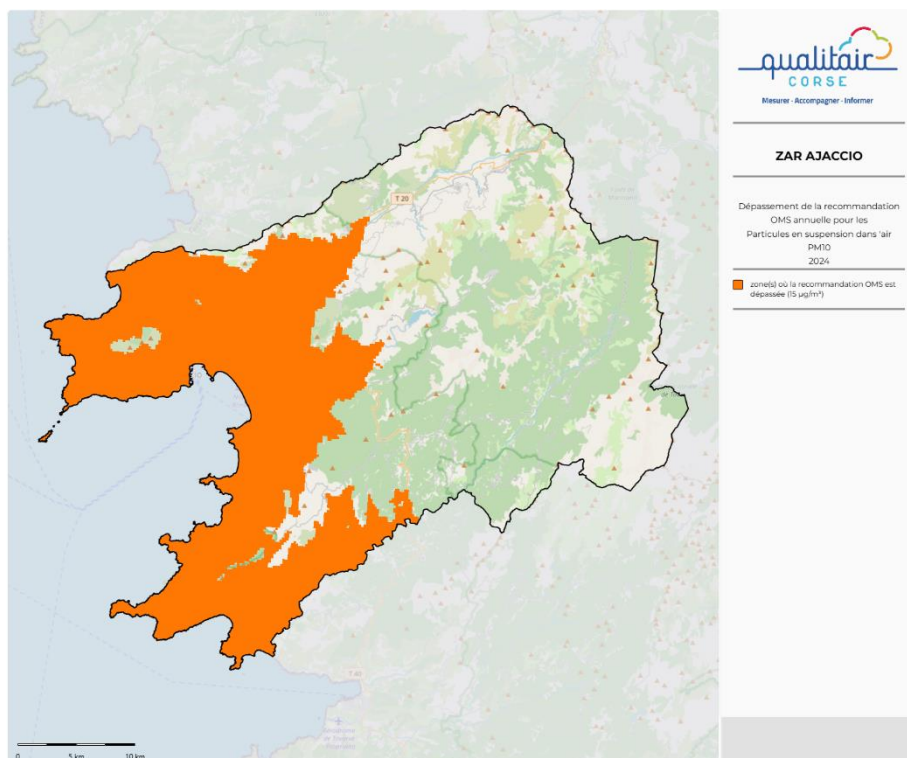 qualitair
CORSE
Mesurer - Accompagner - Informer
ZAR AJACCIO
Dépassement de la recommandation
OMS annuelle pour les
Particules en suspension dans 'air
PM10
2024
zone(s) où la recommandation OMS est
dépassée (15 µg/m³)
T 20
T 40
0 5 km 10 km